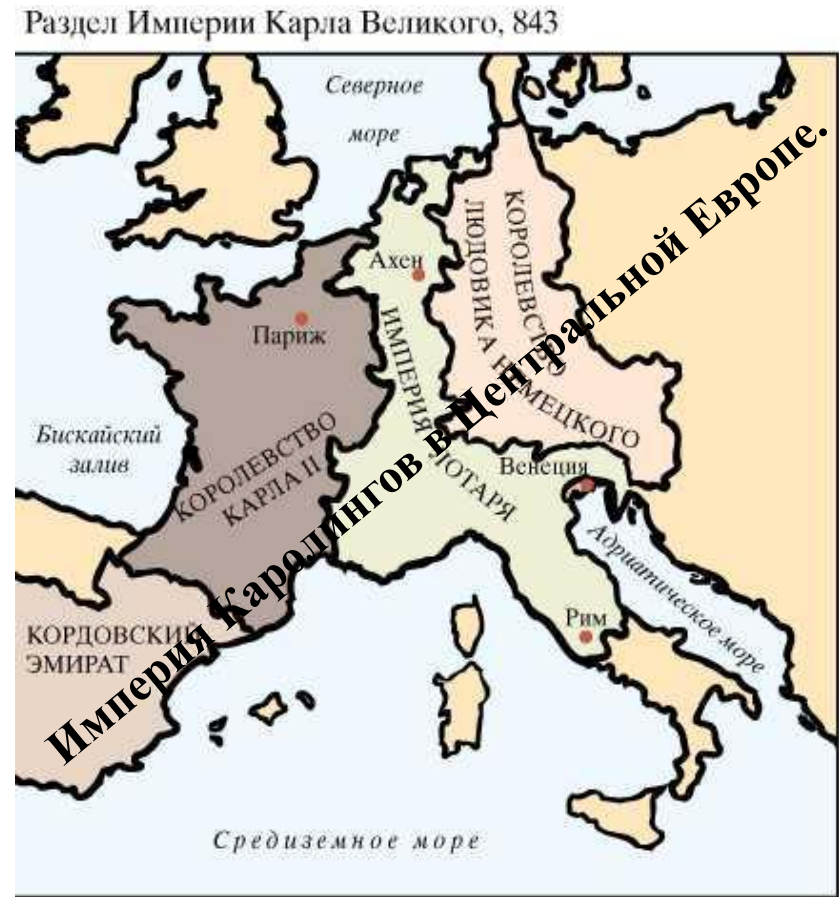 Раздел Империи Карла Великого, 843
Северное
море
Ахен
Париж
КОРОЛЕВСТВО
ЛЮДОВИКА НЕМЕЦКОГО
ИМПЕРИЯ ЛОТАРЯ
Бискайский
залив
КОРОЛЕВСТВО
КАРЛА II
Венеция
Адриатическое море
Рим
КОРДОВСКИЙ
ЭМИРАТ
Средиземное море
Империя Каролингов в Центральной Европе.